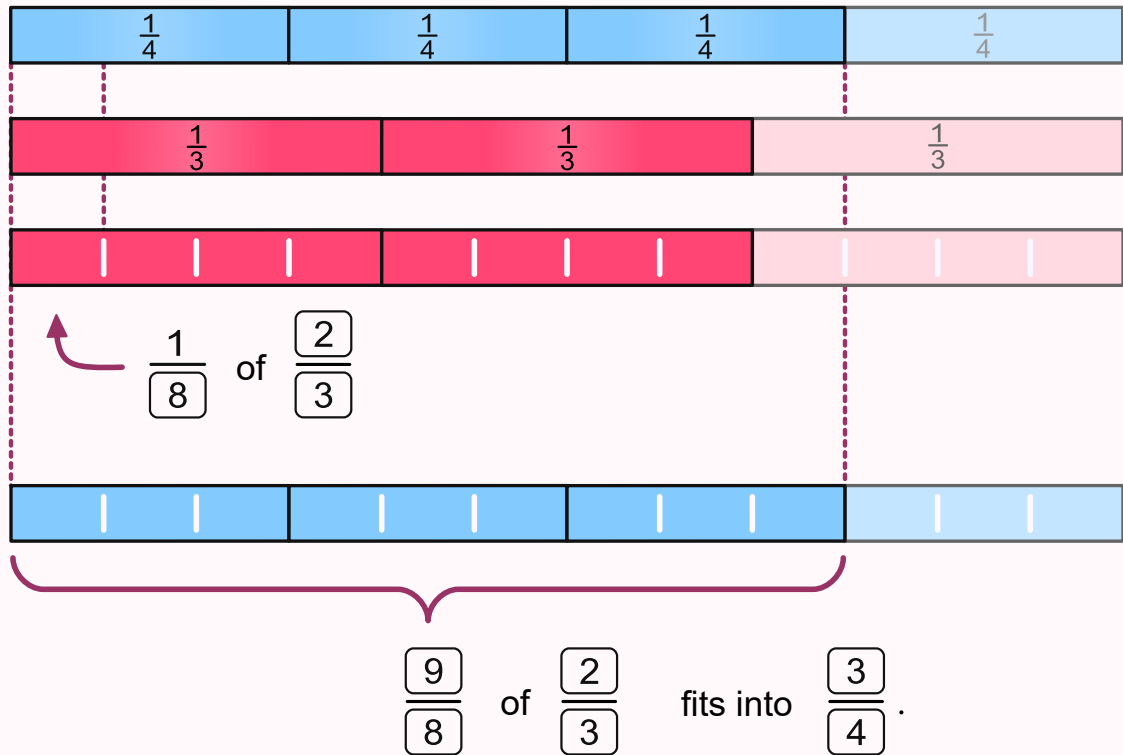 1/4 1/4 1/4 1/4
1/3 1/3 1/3
1/8 of 2/3
9/8 of 2/3 fits into 3/4 .